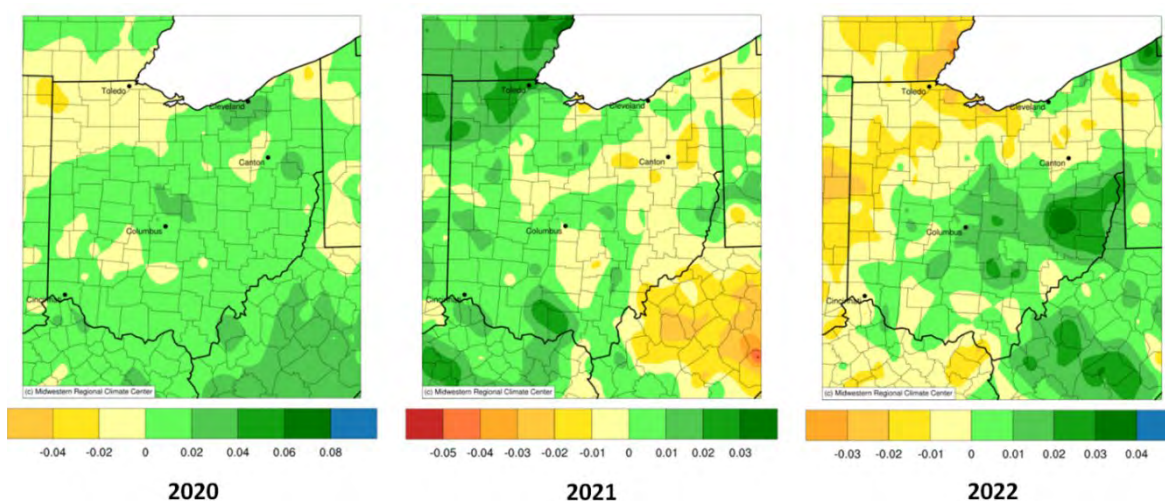 Toledo
Cleveland
Canton
Columbus
Cincinnati
(c) Midwestern Regional Climate Center
-0.04 -0.02 0 0.02 0.04 0.06 0.08
2020
Toledo
Cleveland
Canton
Columbus
Cincinnati
(c) Midwestern Regional Climate Center
-0.05 -0.04 -0.03 -0.02 -0.01 0 0.01 0.02 0.03
2021
Toledo
Cleveland
Canton
Columbus
Cincinnati
(c) Midwestern Regional Climate Center
-0.03 -0.02 -0.01 0 0.01 0.02 0.03 0.04
2022